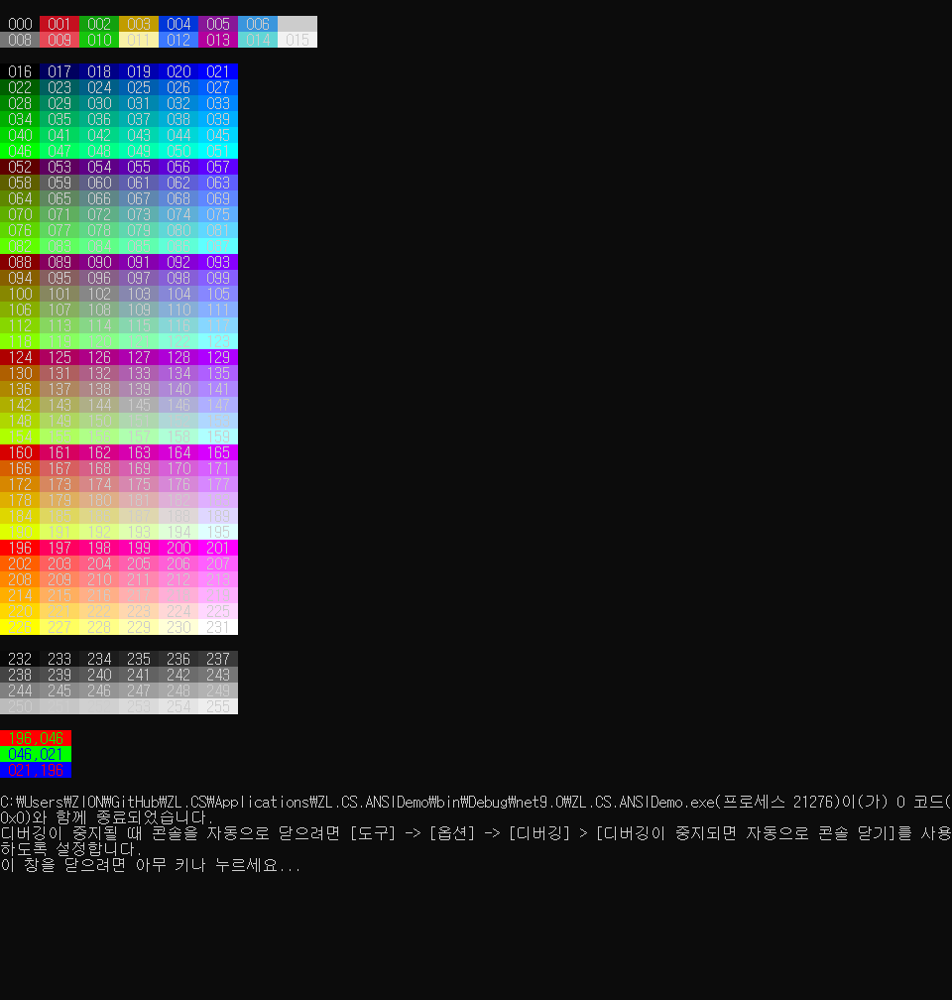 000 001 002 003 004 005 006
008 009 010 011 012 013 014 015
016 017 018 019 020 021
022 023 024 025 026 027
028 029 030 031 032 033
034 035 036 037 038 039
040 041 042 043 044 045
046 047 048 049 050 051
052 053 054 055 056 057
058 059 060 061 062 063
064 065 066 067 068 069
070 071 072 073 074 075
076 077 078 079 080 081
082 083 084 085
088 089 090 091 092 093
094 095 096 097 098 099
100 101 102 103 104 105
106 107 108 109 110 111
112 113 114 115 116 117
118 119 120 121 122 123
124 125 126 127 128 129
130 131 132 133 134 135
136 137 138 139 140 141
142 143 144 145 146 147
148 149 150
154 155 156 157 158 159
160 161 162 163 164 165
166 167 168 169 170 171
172 173 174 175 176 177
178 179 180 181 182 183
184 185 186 187 188 189
190 191 192 193 194 195
196 197 198 199 200 201
202 203 204 205 206 207
208 209 210 211 212 213
214 215
220 221 222 223 224 225
226 227 228 229 230 231
232 233 234 235 236 237
238 239 240 241 242 243
244 245 246 247 248 249
250 253 254 255
196,046
046,021
021,196
C:₩Users₩ZION₩GitHub₩ZL.CS₩Applications₩ZL.CS.ANSIDemo₩bin₩Debug₩net9.0₩ZL.CS.ANSIDemo.exe(프로세스 21276)이(가) 0 코드(
0x0)와 함께 종료되었습니다.
디버깅이 중지될 때 콘솔을 자동으로 닫으려면 [도구] -> [옵션] -> [디버깅] > [디버깅이 중지되면 자동으로 콘솔 닫기]를 사용
하도록 설정합니다.
이 창을 닫으려면 아무 키나 누르세요...